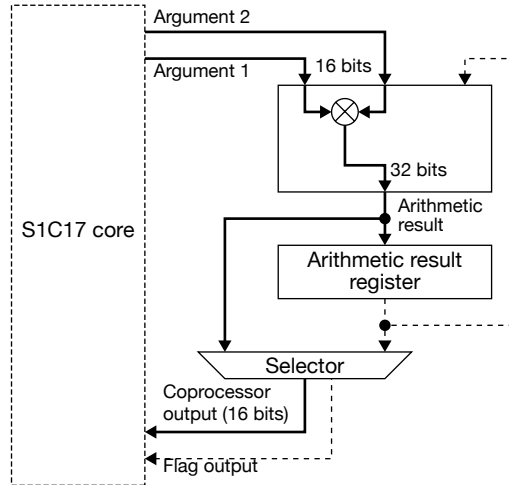 Argument 2
Argument 1
16 bits
32 bits
S1C17 core
Arithmetic
result
Arithmetic result
register
Selector
Coprocessor
output (16 bits)
Flag output